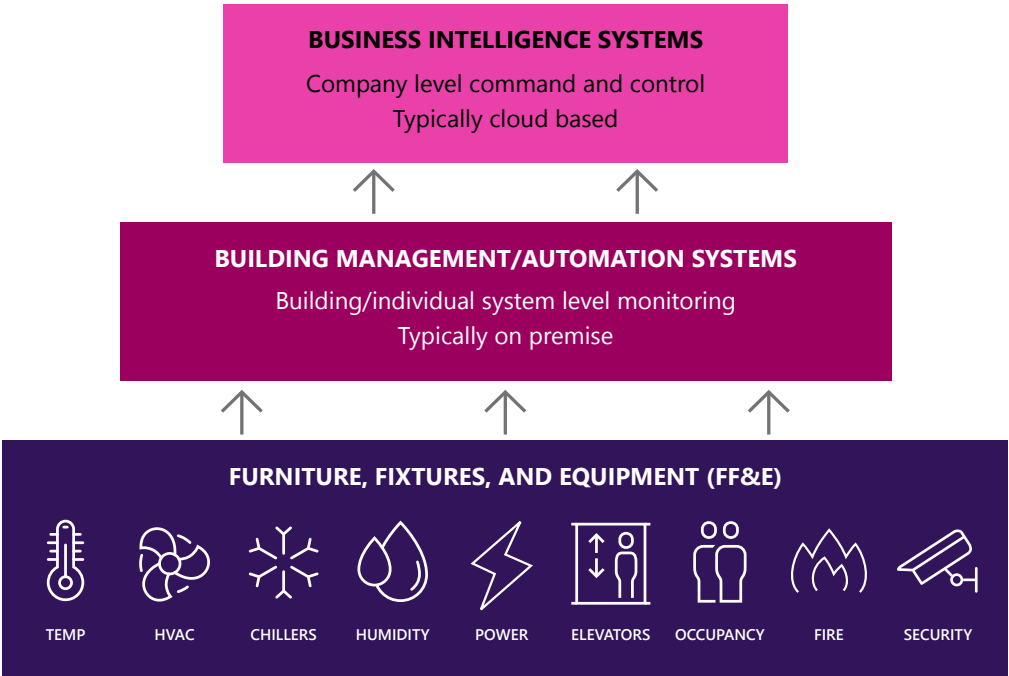 BUSINESS INTELLIGENCE SYSTEMS
Company level command and control
Typically cloud based
BUILDING MANAGEMENT/AUTOMATION SYSTEMS
Building/individual system level monitoring
Typically on premise
FURNITURE, FIXTURES, AND EQUIPMENT (FF&E)
TEMP
HVAC
CHILLERS
HUMIDITY
POWER
ELEVATORS
OCCUPANCY
FIRE
SECURITY